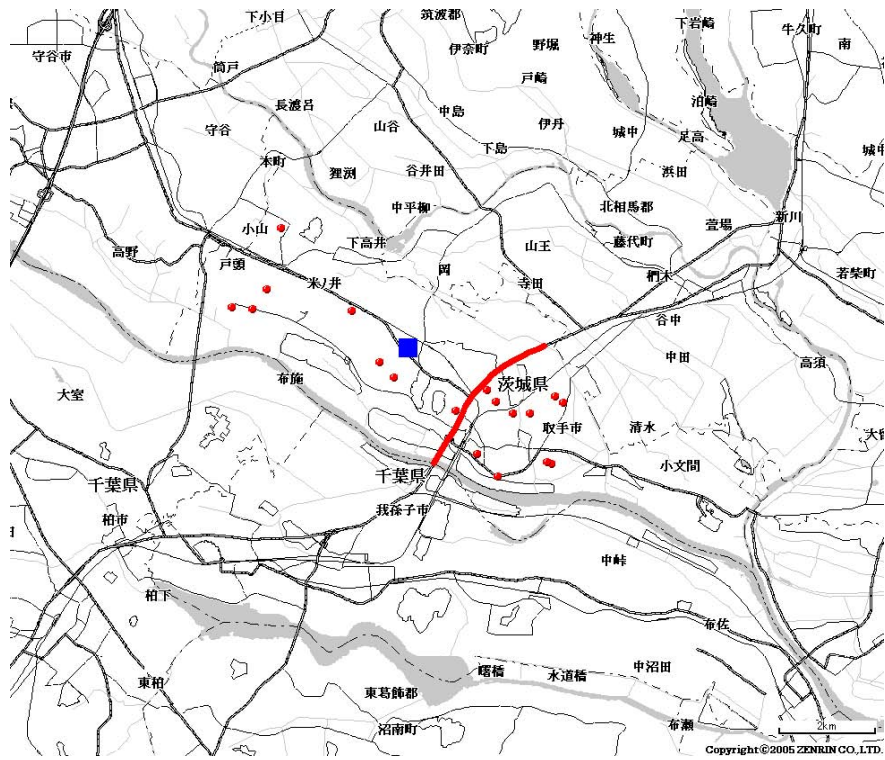 下小目
筑波郡
下岩崎
牛久町
守谷市
筒戸
伊奈町
野堀
神生
南
戸崎
長渡呂
中島
泊崎
守谷
山谷
伊丹
城中
足高
本町
下島
城中
狸渕
谷井田
浜田
中平柳
北相馬郡
小山
萱場
新川
高野
下高井
山王
藤代町
戸頭
岡
米ノ井
寺田
椚木
若柴町
谷中
中田
高須
布施
大室
茨城県
取手市
清水
小文間
千葉県
千葉県
柏市
我孫子市
中峠
柏下
布佐
東柏
曙橋
水道橋
中沼田
東葛飾郡
沼南町
布瀬
2km
Copyright©2005 ZENRIN CO.,LTD.